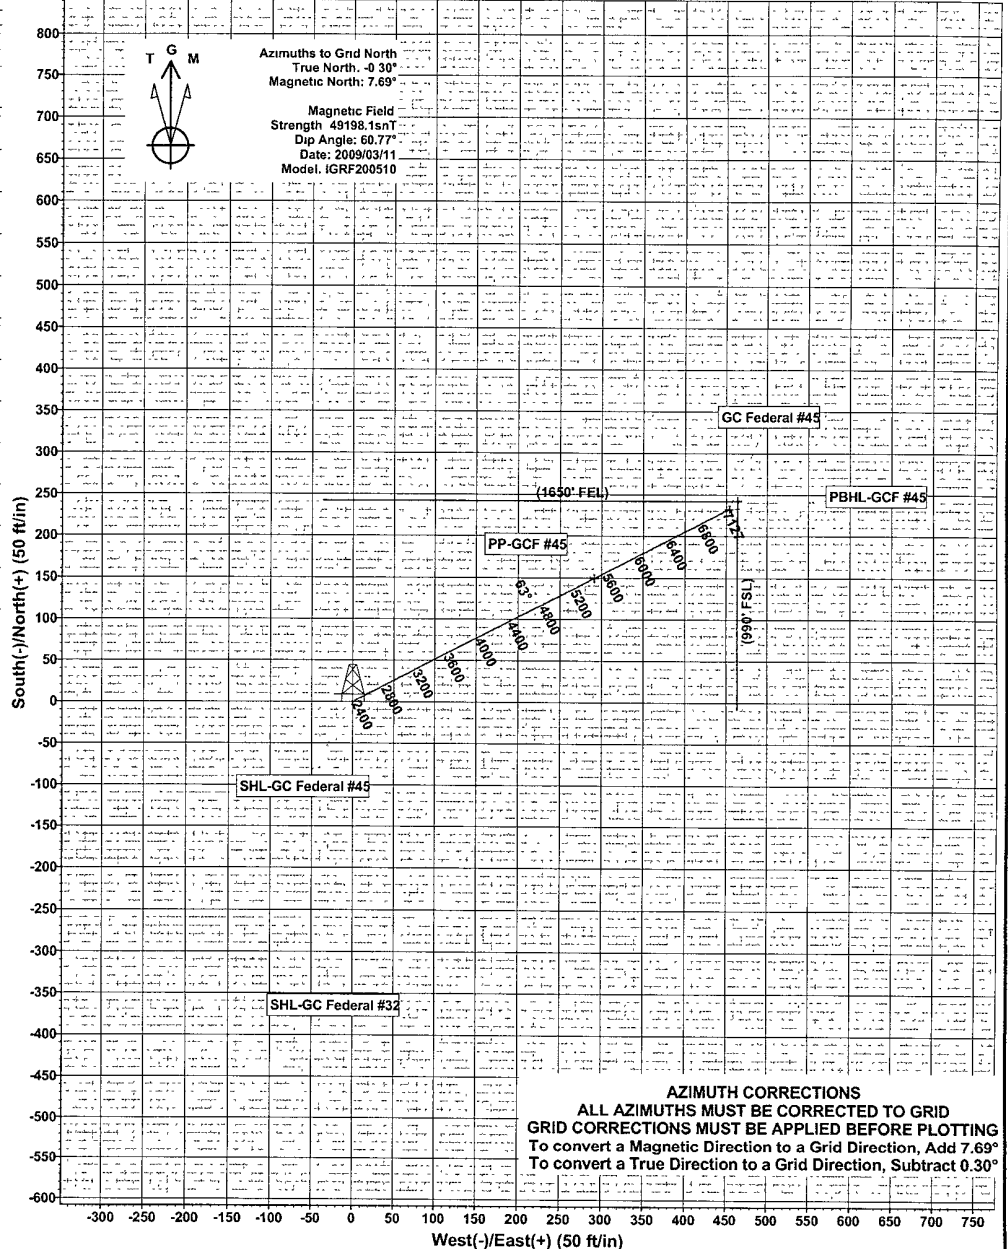 T G M
Azimuths to Grid North
True North. -0 30°
Magnetic North: 7.69°
Magnetic Field
Strength 49198.1snT
Dip Angle: 60.77°
Date: 2009/03/11
Model. IGRF200510
800
750
700
650
600
550
500
450
400
350
300
250
200
150
100
50
0
-50
-100
-150
-200
-250
-300
-350
-400
-450
-500
-550
-600
South(-)/North(+) (50 ft/in)
GC Federal #45
(1650' FEL)
PBHL-GCF #45
PP-GCF #45
(990' FSL)
63°
2400
2800
3200
3600
4000
4400
4800
5200
5600
6000
6400
6800
7127
SHL-GC Federal #45
SHL-GC Federal #32
AZIMUTH CORRECTIONS
ALL AZIMUTHS MUST BE CORRECTED TO GRID
GRID CORRECTIONS MUST BE APPLIED BEFORE PLOTTING
To convert a Magnetic Direction to a Grid Direction, Add 7.69°
To convert a True Direction to a Grid Direction, Subtract 0.30°
-300 -250 -200 -150 -100 -50 0 50 100 150 200 250 300 350 400 450 500 550 600 650 700 750
West(-)/East(+) (50 ft/in)